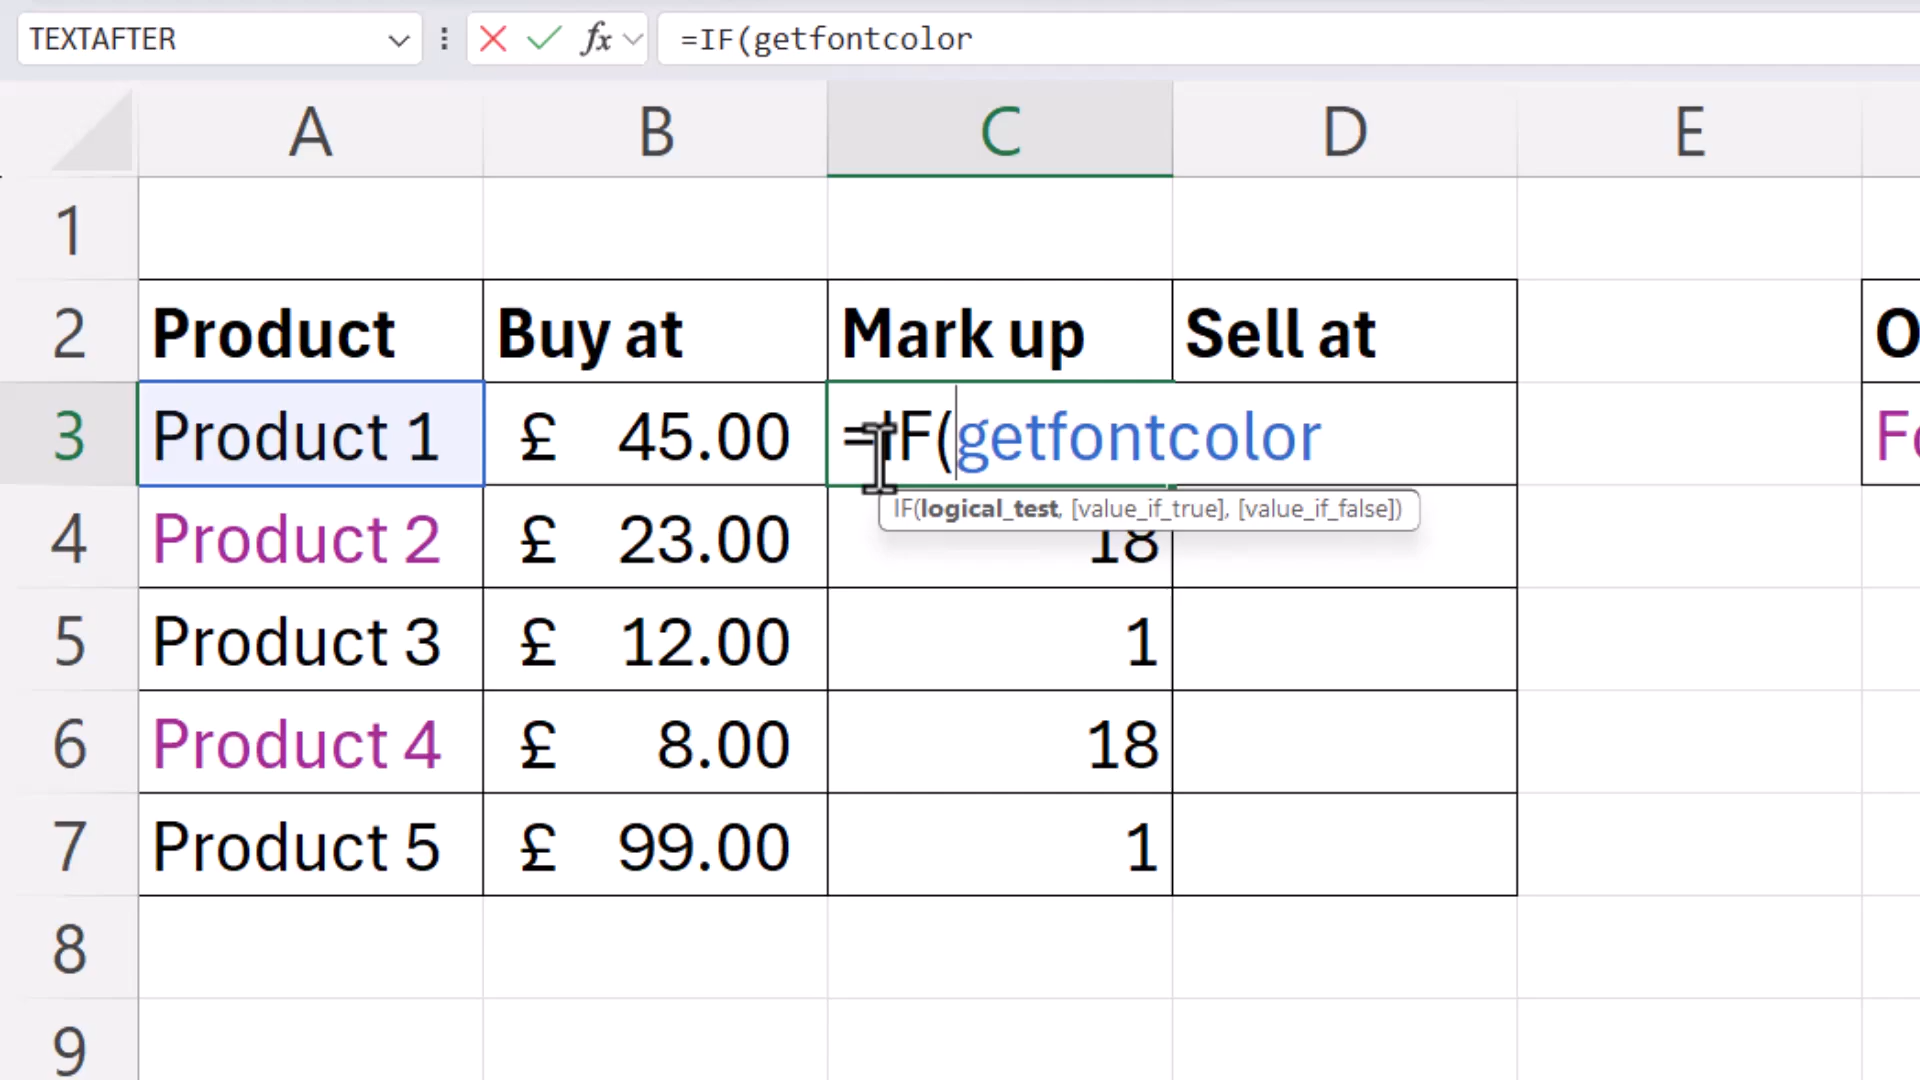 TEXTAFTER fx =IF(getfontcolor
A B C D E
1
2 Product Buy at Mark up Sell at
3 Product 1 £ 45.00 =IF(getfontcolor
IF(logical_test, [value_if_true], [value_if_false])
4 Product 2 £ 23.00 18
5 Product 3 £ 12.00 1
6 Product 4 £ 8.00 18
7 Product 5 £ 99.00 1
8
9